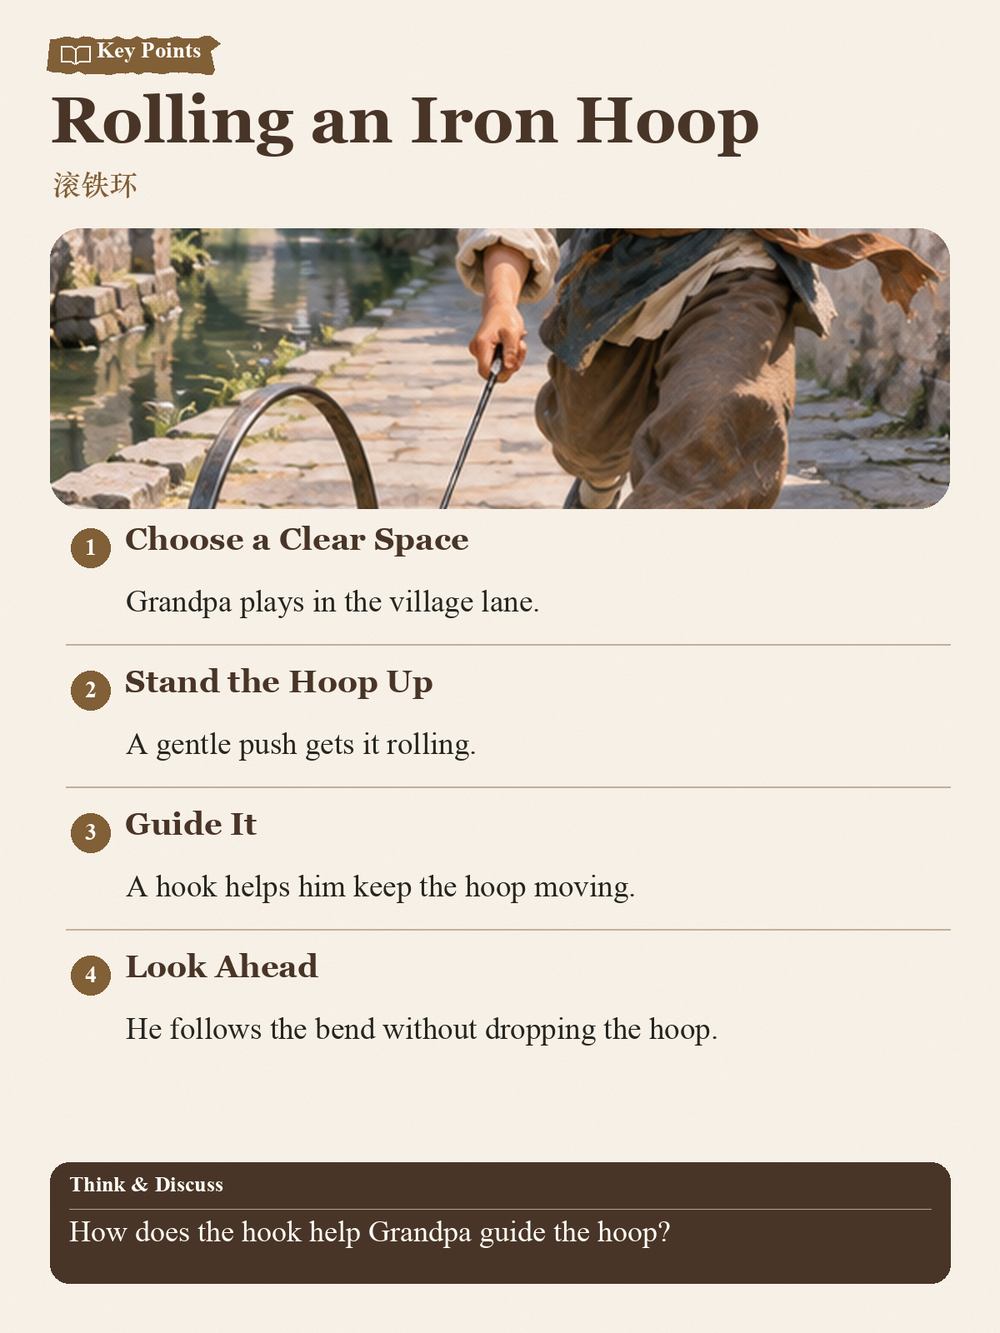 Key Points
Rolling an Iron Hoop
滚铁环
1 Choose a Clear Space
Grandpa plays in the village lane.
2 Stand the Hoop Up
A gentle push gets it rolling.
3 Guide It
A hook helps him keep the hoop moving.
4 Look Ahead
He follows the bend without dropping the hoop.
Think & Discuss
How does the hook help Grandpa guide the hoop?